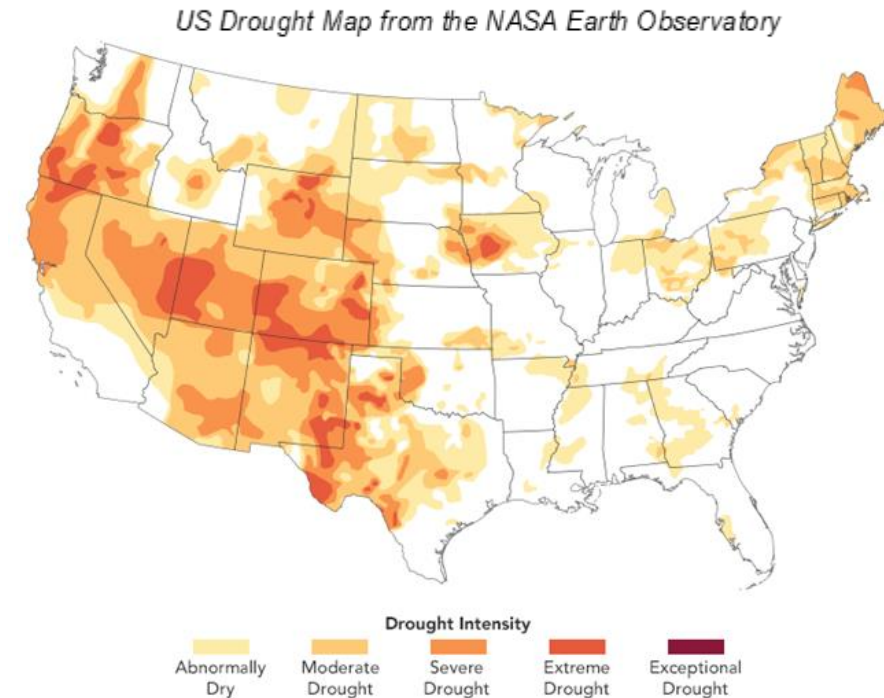 US Drought Map from the NASA Earth Observatory
Drought Intensity
Abnormally Dry
Moderate Drought
Severe Drought
Extreme Drought
Exceptional Drought